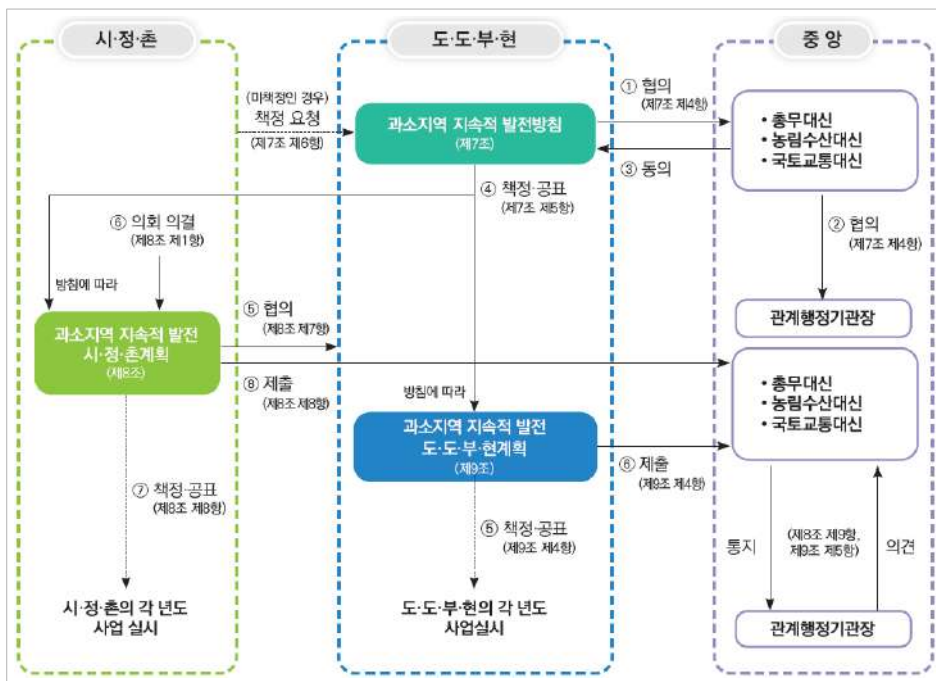 시·정·촌
도·도·부·현
중 앙
(미책정인 경우)
책정 요청
(제7조 제6항)
과소지역 지속적 발전방침
(제7조)
① 협의
(제7조 제4항)
③ 동의
• 총무대신
• 농림수산대신
• 국토교통대신
④ 책정·공표
(제7조 제5항)
⑥ 의회 의결
(제8조 제1항)
② 협의
(제7조 제4항)
방침에 따라
관계행정기관장
과소지역 지속적 발전
시·정·촌계획
(제8조)
⑤ 협의
(제8조 제7항)
⑧ 제출
(제8조 제8항)
방침에 따라
• 총무대신
• 농림수산대신
• 국토교통대신
과소지역 지속적 발전
도·도·부·현계획
(제9조)
⑥ 제출
(제9조 제4항)
⑦ 책정·공표
(제8조 제8항)
⑤ 책정·공표
(제9조 제4항)
통지
(제8조 제9항,
제9조 제5항)
의견
시·정·촌의 각 년도
사업 실시
도·도·부·현의 각 년도
사업실시
관계행정기관장